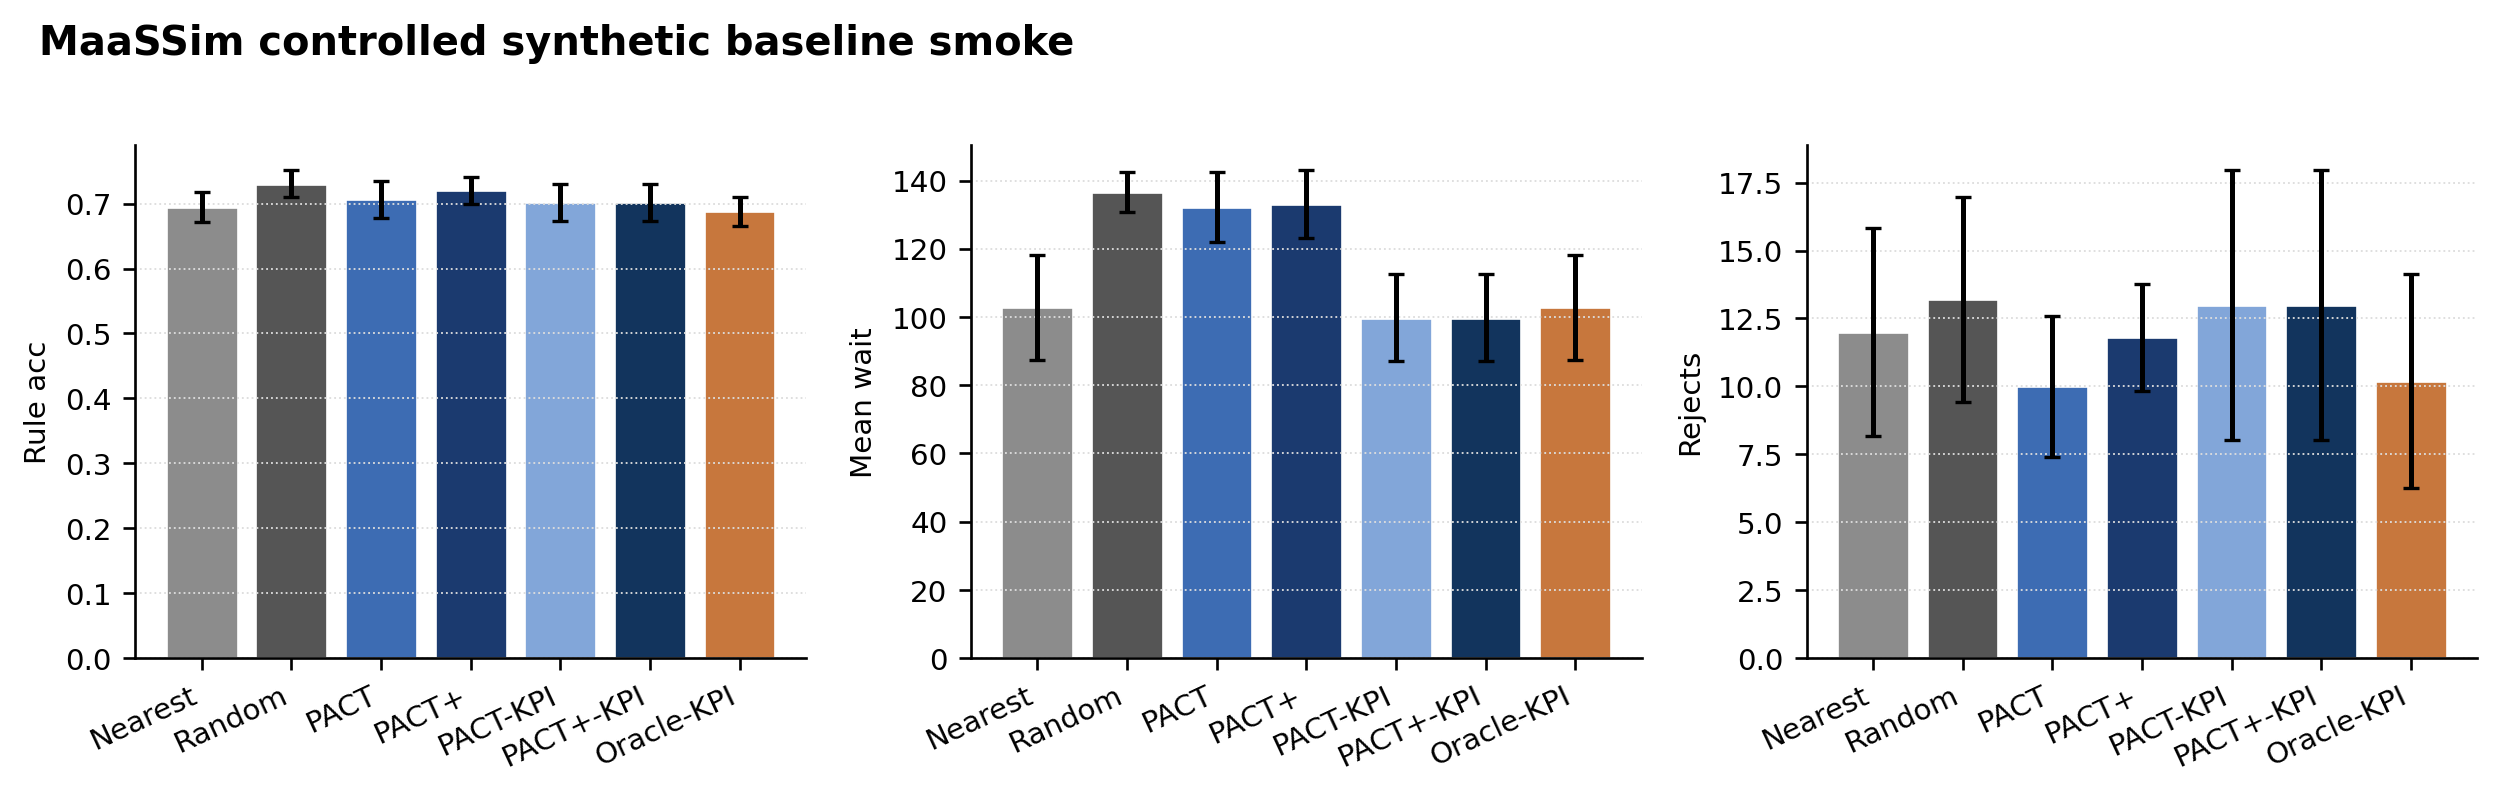 MaaSSim controlled synthetic baseline smoke
Rule acc
0.7
0.6
0.5
0.4
0.3
0.2
0.1
0.0
Nearest
Random
PACT
PACT+
PACT-KPI
PACT+-KPI
Oracle-KPI
Mean wait
140
120
100
80
60
40
20
0
Nearest
Random
PACT
PACT+
PACT-KPI
PACT+-KPI
Oracle-KPI
Rejects
17.5
15.0
12.5
10.0
7.5
5.0
2.5
0.0
Nearest
Random
PACT
PACT+
PACT-KPI
PACT+-KPI
Oracle-KPI